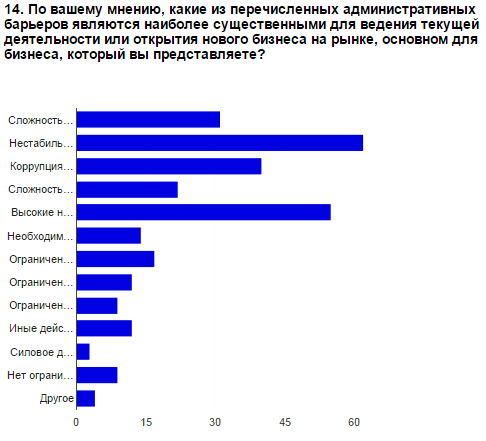 14. По вашему мнению, какие из перечисленных административных
барьеров являются наиболее существенными для ведения текущей
деятельности или открытия нового бизнеса на рынке, основном для
бизнеса, который вы представляете?
Сложность…
Нестабиль…
Коррупция…
Сложность…
Высокие н…
Необходим…
Ограничен…
Ограничен…
Ограничен…
Иные дейс…
Силовое д…
Нет ограни…
Другое
0 15 30 45 60